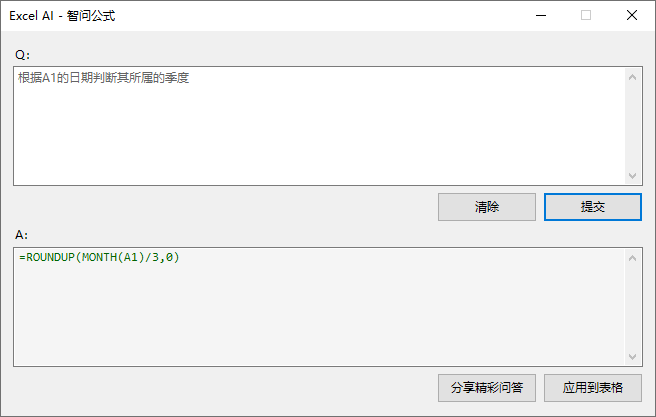 Excel AI - 智问公式
Q:
根据A1的日期判断其所属的季度
清除
提交
A:
=ROUNDUP(MONTH(A1)/3,0)
分享精彩问答
应用到表格